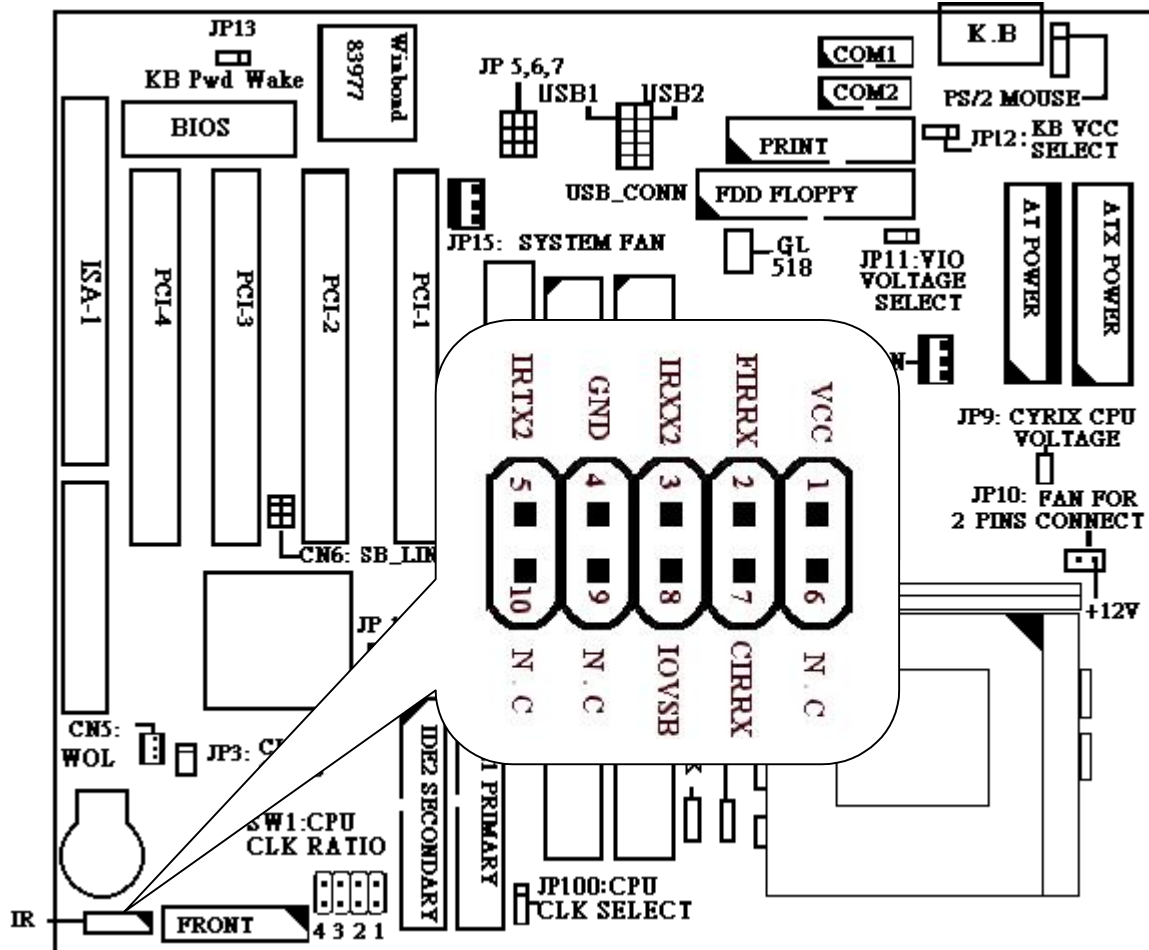 JP13
KB Pwd Wake
Winbond
83977
BIOS
JP 5,6,7
USB1
USB2
USB_CONN
COM1
COM2
K.B
PS/2 MOUSE
PRINT
JP12: KB VCC
SELECT
FDD FLOPPY
GL
518
JP11:VIO
VOLTAGE
SELECT
AT POWER
ATX POWER
JP15: SYSTEM FAN
ISA-1
PCI-4
PCI-3
PCI-2
PCI-1
JP9: CYRIX CPU
VOLTAGE
JP10: FAN FOR
2 PINS CONNECT
+12V
IRTX2
GND
IRXX2
FIRRX
VCC
5 4 3 2 1
10 9 8 7 6
N.C
N.C
IOVSB
CIRRX
N.C
CN6: SB_LIN
JP
CN5:
WOL
JP3:
SW1:CPU
CLK RATIO
4 3 2 1
IDE2 SECONDARY
1 PRIMARY
JP100:CPU
CLK SELECT
IR
FRONT